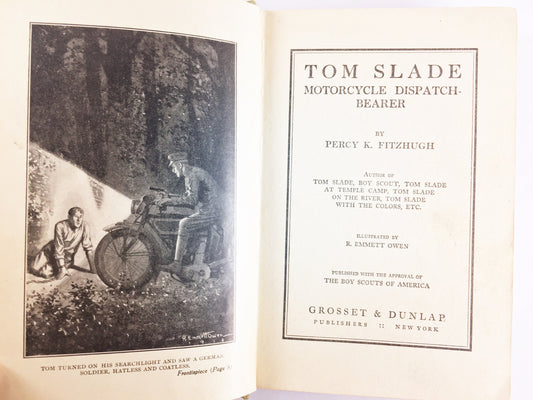 R. Emmett Owen
TOM TURNED ON HIS SEARCHLIGHT AND SAW A GERMAN
SOLDIER, HATLESS AND COATLESS.
Frontispiece (Page
TOM SLADE
MOTORCYCLE DISPATCH-
BEARER
BY
PERCY K. FITZHUGH
AUTHOR OF
TOM SLADE, BOY SCOUT, TOM SLADE
AT TEMPLE CAMP, TOM SLADE
ON THE RIVER, TOM SLADE
WITH THE COLORS, ETC.
ILLUSTRATED BY
R. EMMETT OWEN
PUBLISHED WITH THE APPROVAL OF
THE BOY SCOUTS OF AMERICA
GROSSET & DUNLAP
PUBLISHERS :: NEW YORK